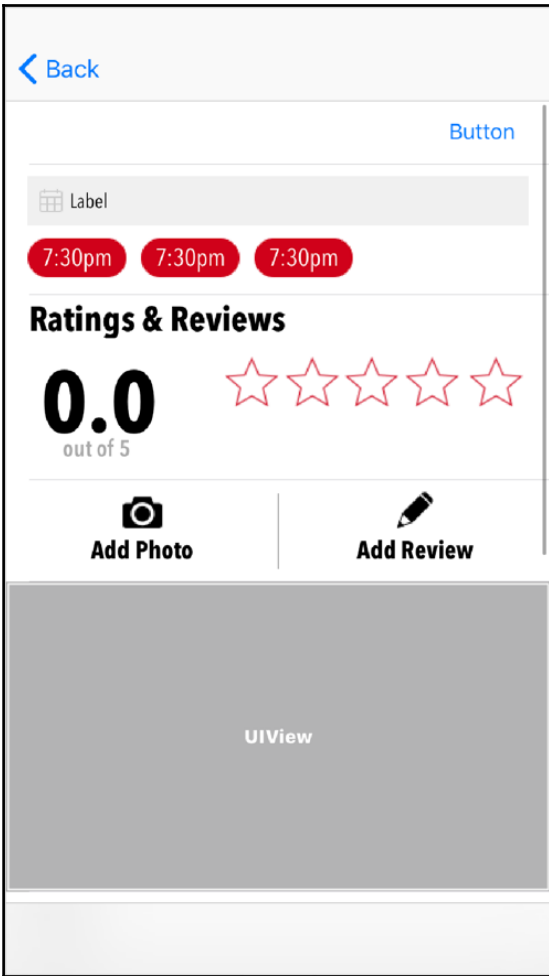 Back
Button
Label
7:30pm 7:30pm 7:30pm
Ratings & Reviews
0.0
out of 5
Add Photo Add Review
UIView